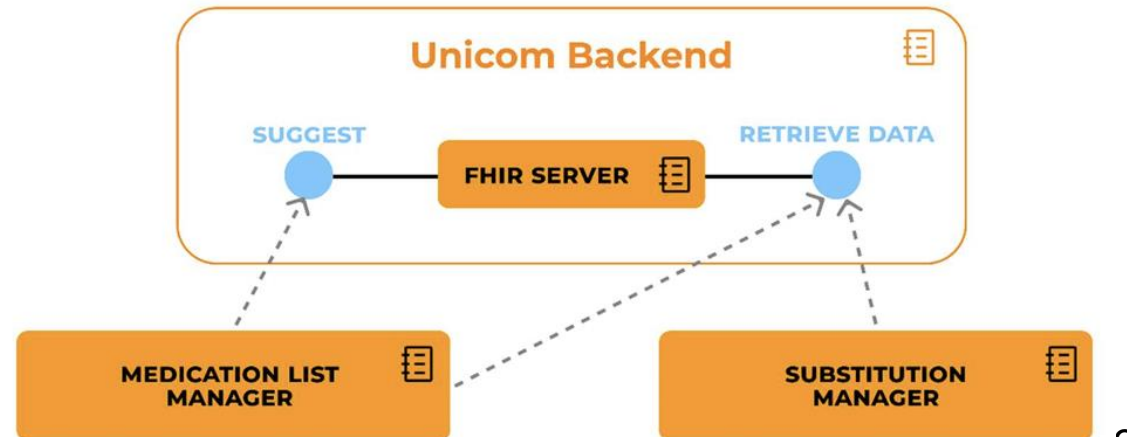 Unicom Backend
SUGGEST
RETRIEVE DATA
FHIR SERVER
MEDICATION LIST
MANAGER
SUBSTITUTION
MANAGER